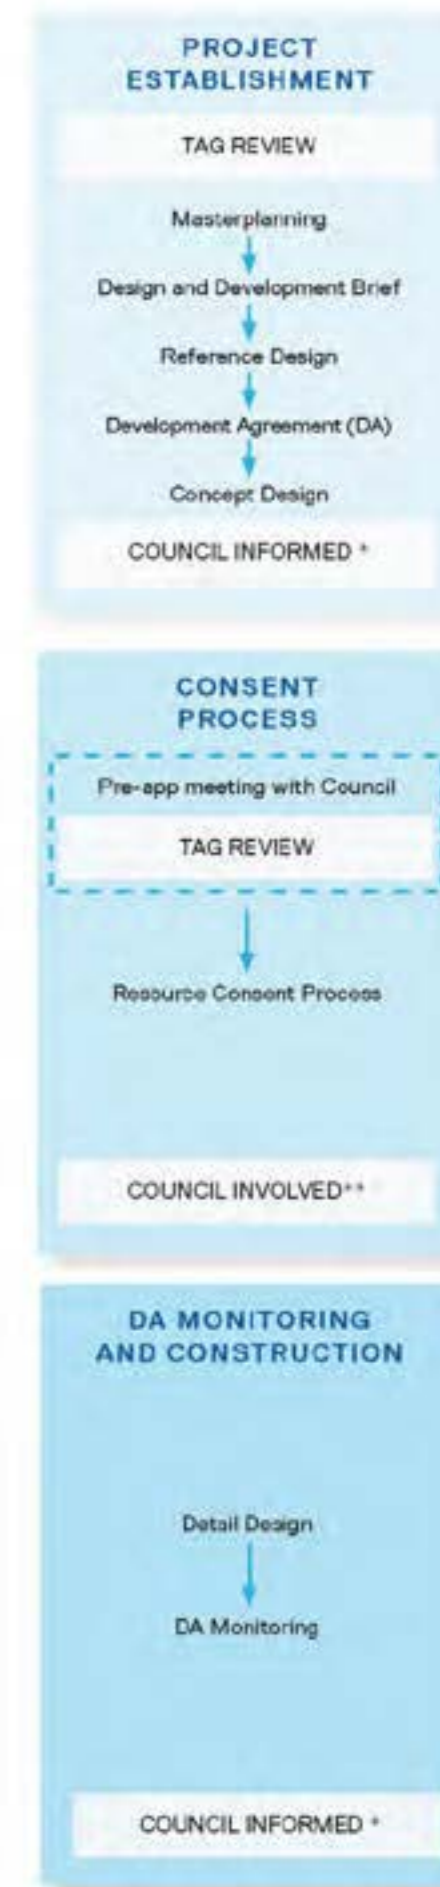 PROJECT
ESTABLISHMENT
TAG REVIEW
Masterplanning
Design and Development Brief
Reference Design
Development Agreement (DA)
Concept Design
COUNCIL INFORMED *
CONSENT
PROCESS
Pre-app meeting with Council
TAG REVIEW
Resource Consent Process
COUNCIL INVOLVED**
DA MONITORING
AND CONSTRUCTION
Detail Design
DA Monitoring
COUNCIL INFORMED *